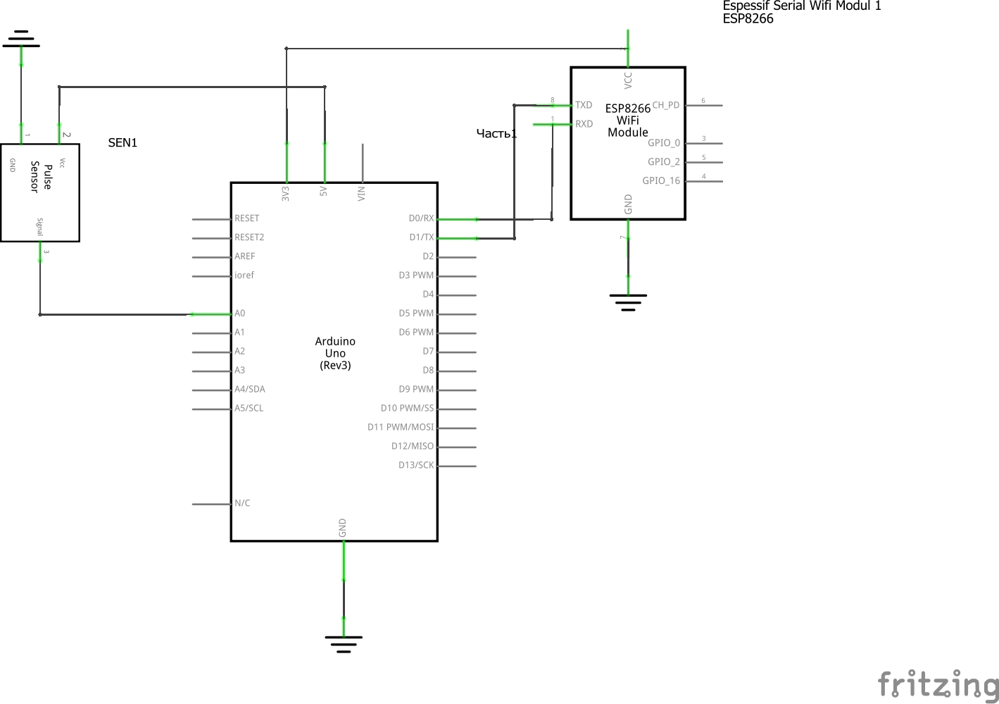 Espessif Serial Wifi Modul 1
ESP8266
2
VCC
8
TXD
ESP8266
WiFi
Module
CH_PD
6
1
RXD
Часть1
GPIO_0
3
GPIO_2
5
GPIO_16
4
GND
7
1
2
SEN1
GND
Pulse
Sensor
Vcc
Signal
3
3V3
5V
VIN
RESET
D0/RX
RESET2
D1/TX
AREF
D2
ioref
D3 PWM
D4
A0
D5 PWM
A1
D6 PWM
A2
D7
A3
D8
A4/SDA
D9 PWM
A5/SCL
D10 PWM/SS
Arduino
Uno
(Rev3)
D11 PWM/MOSI
D12/MISO
D13/SCK
N/C
GND
fritzing